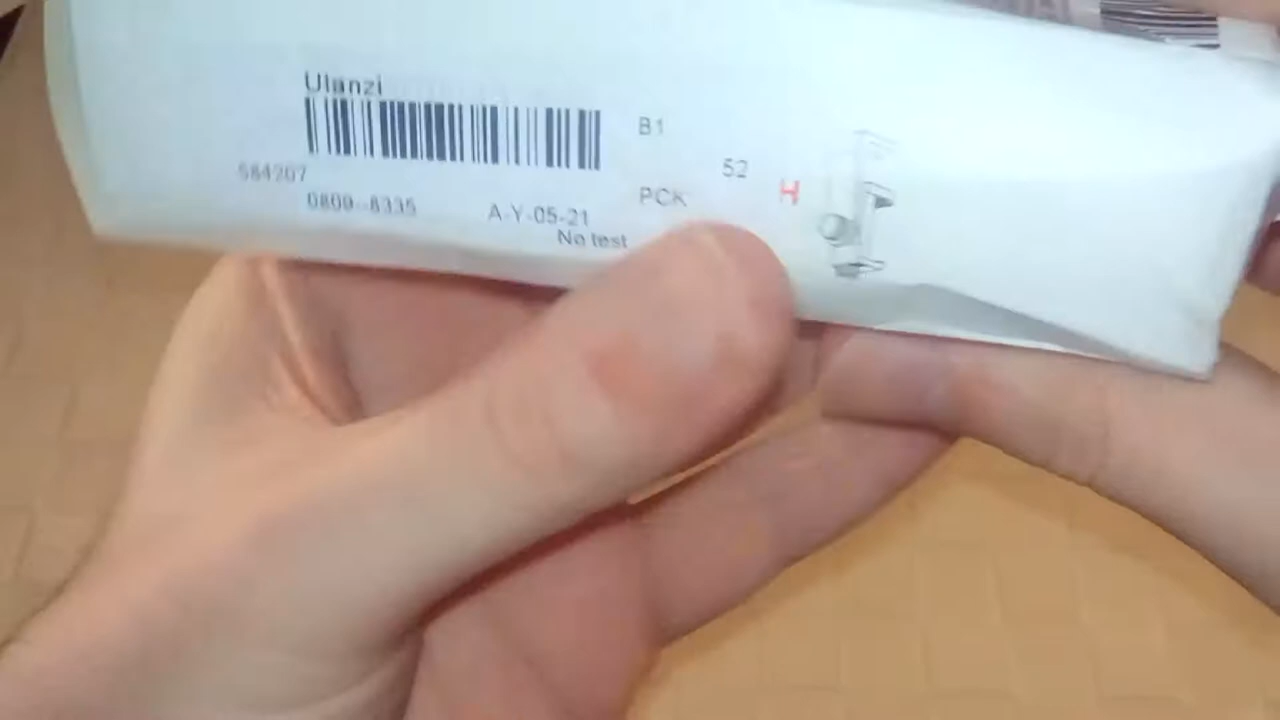 Ulanzi
B1
52
584207
PCK
H
0809-8335
A-Y-05-21
No test